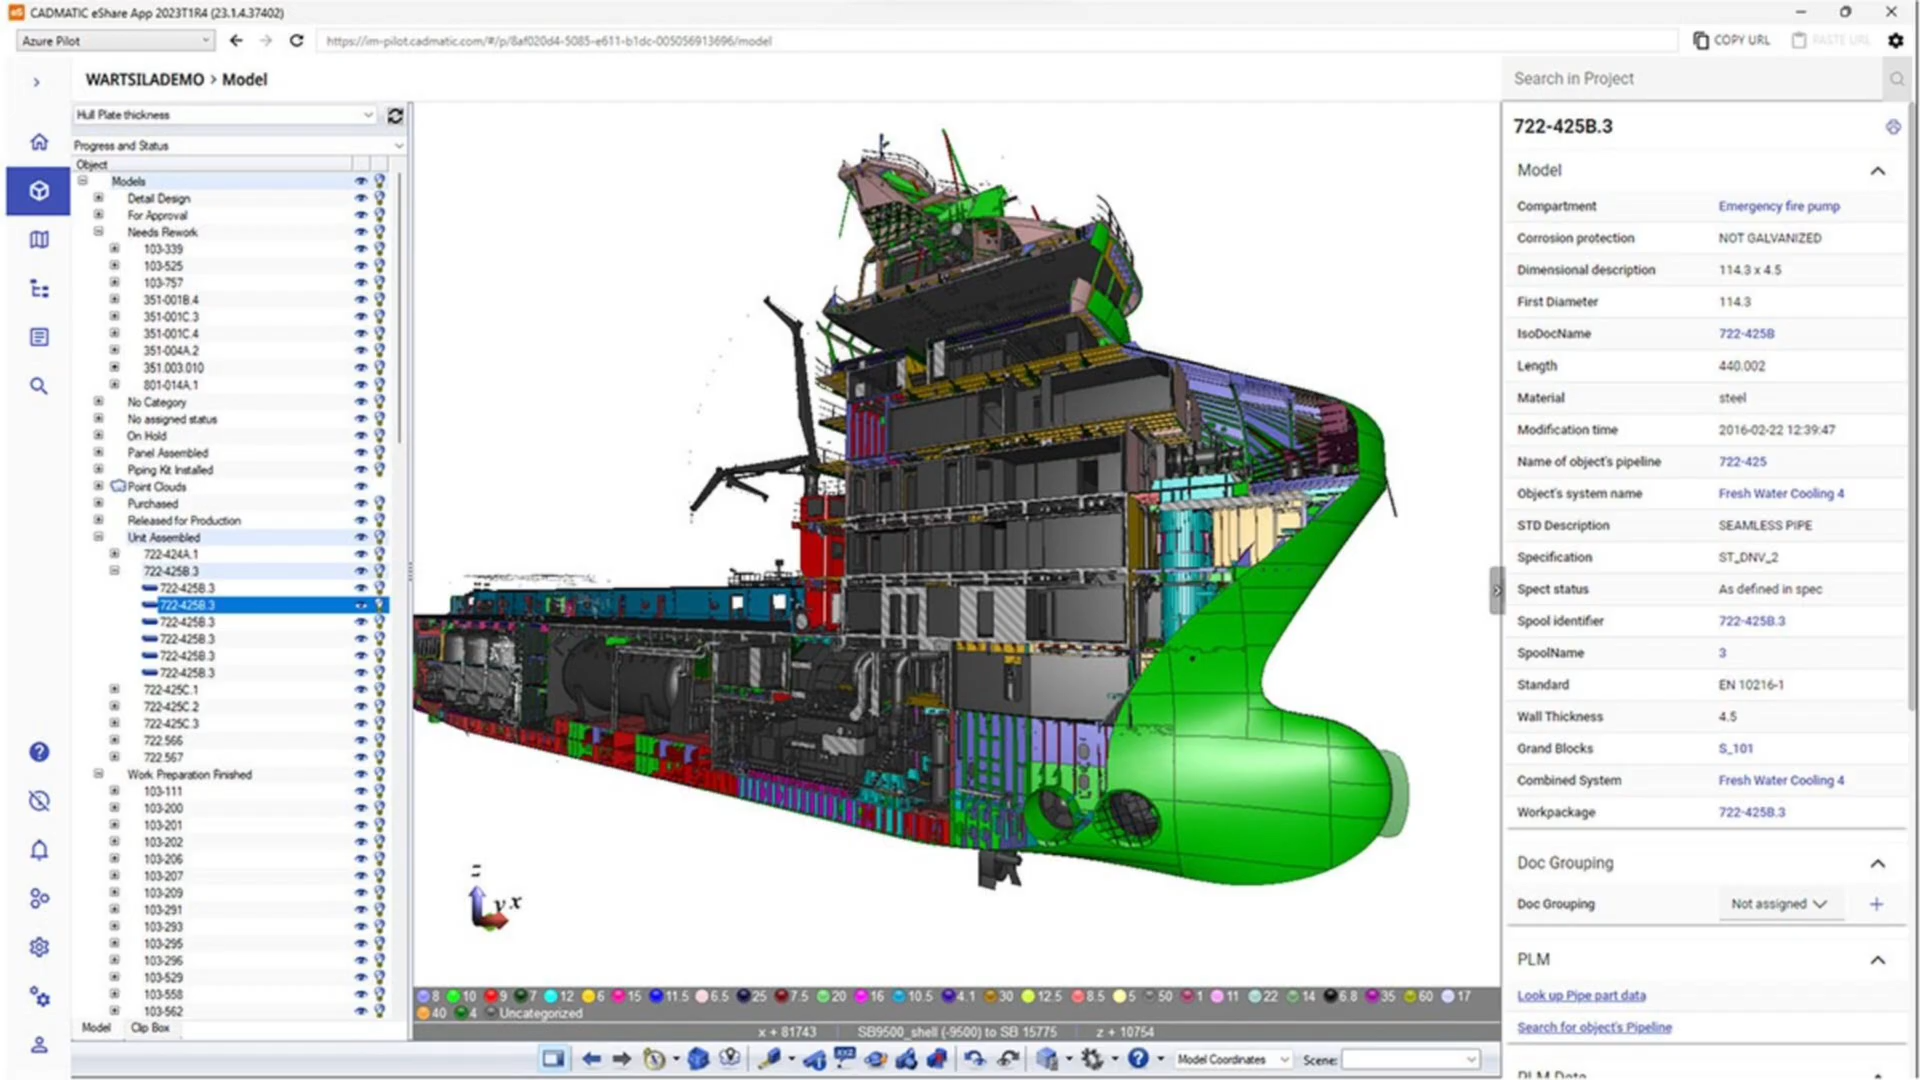 CADMATIC eShare App 2023T1R4 (23.1.4.37402)
Azure Pilot
https://im-pilot.cadmatic.com/#/p/8af020d4-5085-e611-b1dc-005056913696/model
COPY URL
PASTE URL
WARTSILADEMO > Model
Search in Project
Hull Plate thickness
Progress and Status
Object
Models
Detail Design
For Approval
Needs Rework
103-339
103-525
103-757
351-001B.4
351-001C.3
351-001C.4
351-004A.2
351.003.010
801-014A.1
No Category
No assigned status
On Hold
Panel Assembled
Piping Kit Installed
Point Clouds
Purchased
Released for Production
Unit Assembled
722-424A.1
722-425B.3
722-425B.3
722-425B.3
722-425B.3
722-425B.3
722-425B.3
722-425B.3
722-425C.1
722-425C.2
722-425C.3
722.566
722.567
Work Preparation Finished
103-111
103-200
103-201
103-202
103-206
103-207
103-209
103-291
103-293
103-295
103-296
103-529
103-558
103-562
Model
Clip Box
z
y x
8 10 9 7 12 6 15 11.5 6.5 25 7.5 20 16 10.5 4.1 30 12.5 8.5 5 50 1 11 22 14 6.8 35 60 17
40 4 Uncategorized
x + 81743 SB9500_shell (-9500) to SB 15775 z + 10754
XYZ
Model Coordinates
Scene:
722-425B.3
Model
Compartment Emergency fire pump
Corrosion protection NOT GALVANIZED
Dimensional description 114.3 x 4.5
First Diameter 114.3
IsoDocName 722-425B
Length 440.002
Material steel
Modification time 2016-02-22 12:39:47
Name of object's pipeline 722-425
Object's system name Fresh Water Cooling 4
STD Description SEAMLESS PIPE
Specification ST_DNV_2
Spect status As defined in spec
Spool identifier 722-425B.3
SpoolName 3
Standard EN 10216-1
Wall Thickness 4.5
Grand Blocks S_101
Combined System Fresh Water Cooling 4
Workpackage 722-425B.3
Doc Grouping
Doc Grouping Not assigned
PLM
Look up Pipe part data
Search for object's Pipeline
PLM Data